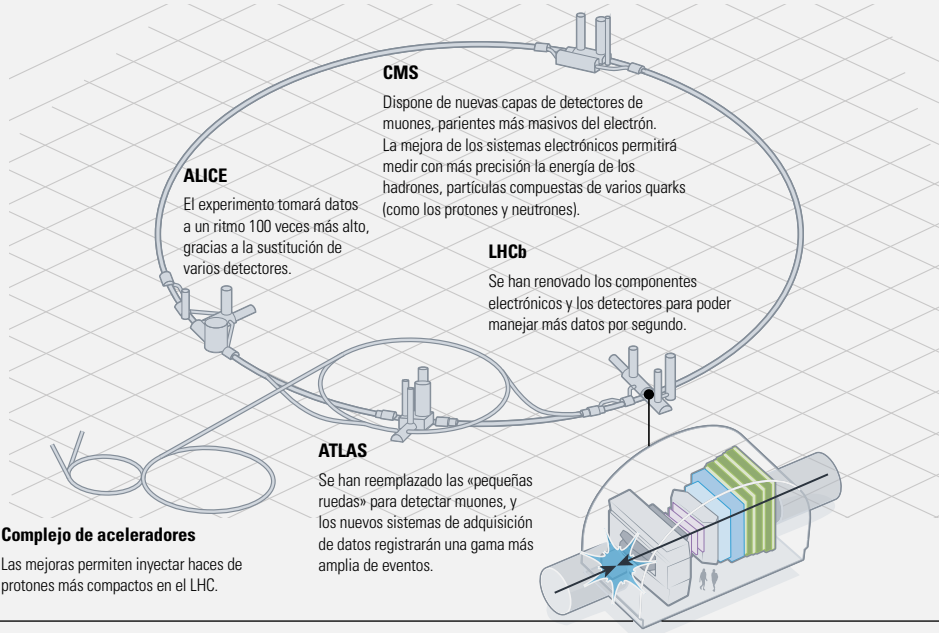 CMS
Dispone de nuevas capas de detectores de
muones, parientes más masivos del electrón.
La mejora de los sistemas electrónicos permitirá
medir con más precisión la energía de los
hadrones, partículas compuestas de varios quarks
(como los protones y neutrones).
ALICE
El experimento tomará datos
a un ritmo 100 veces más alto,
gracias a la sustitución de
varios detectores.
LHCb
Se han renovado los componentes
electrónicos y los detectores para poder
manejar más datos por segundo.
ATLAS
Se han reemplazado las «pequeñas
ruedas» para detectar muones, y
los nuevos sistemas de adquisición
de datos registrarán una gama más
amplia de eventos.
Complejo de aceleradores
Las mejoras permiten inyectar haces de
protones más compactos en el LHC.